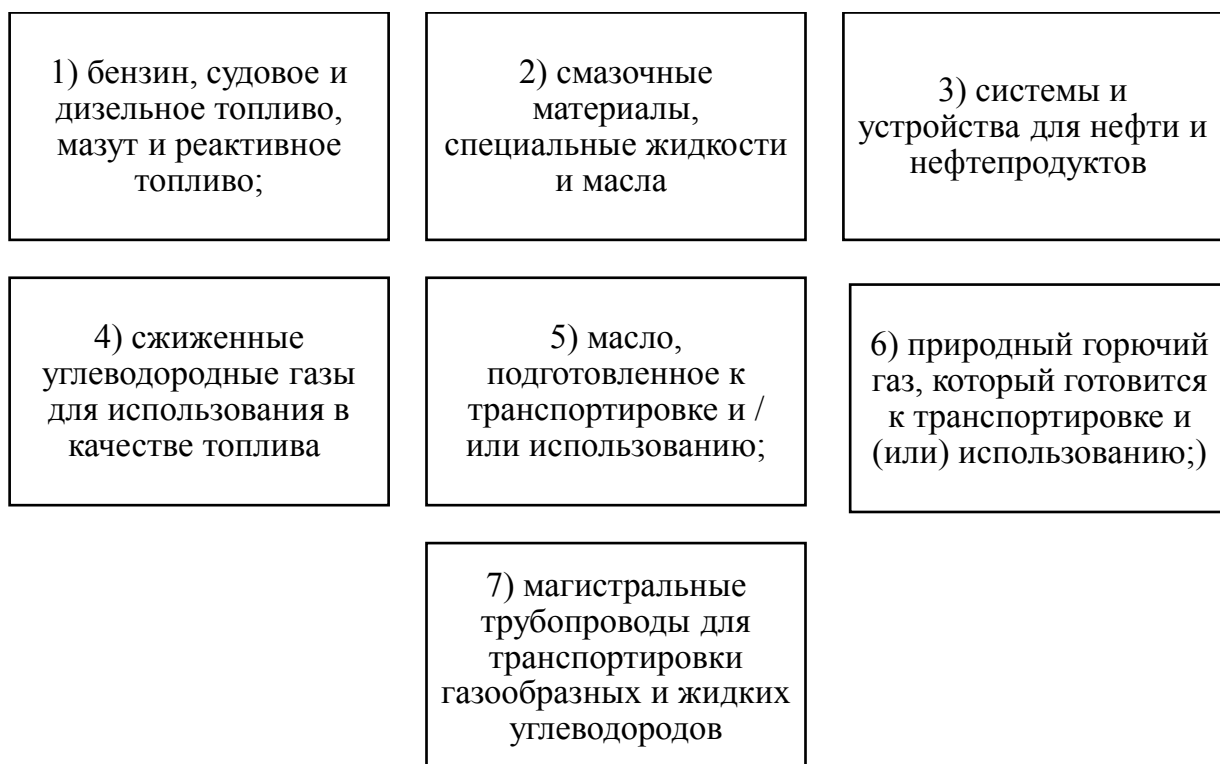 1) бензин, судовое и
дизельное топливо,
мазут и реактивное
топливо;
2) смазочные
материалы,
специальные жидкости
и масла
3) системы и
устройства для нефти и
нефтепродуктов
4) сжиженные
углеводородные газы
для использования в
качестве топлива
5) масло,
подготовленное к
транспортировке и /
или использованию;
6) природный горючий
газ, который готовится
к транспортировке и
(или) использованию;)
7) магистральные
трубопроводы для
транспортировки
газообразных и жидких
углеводородов